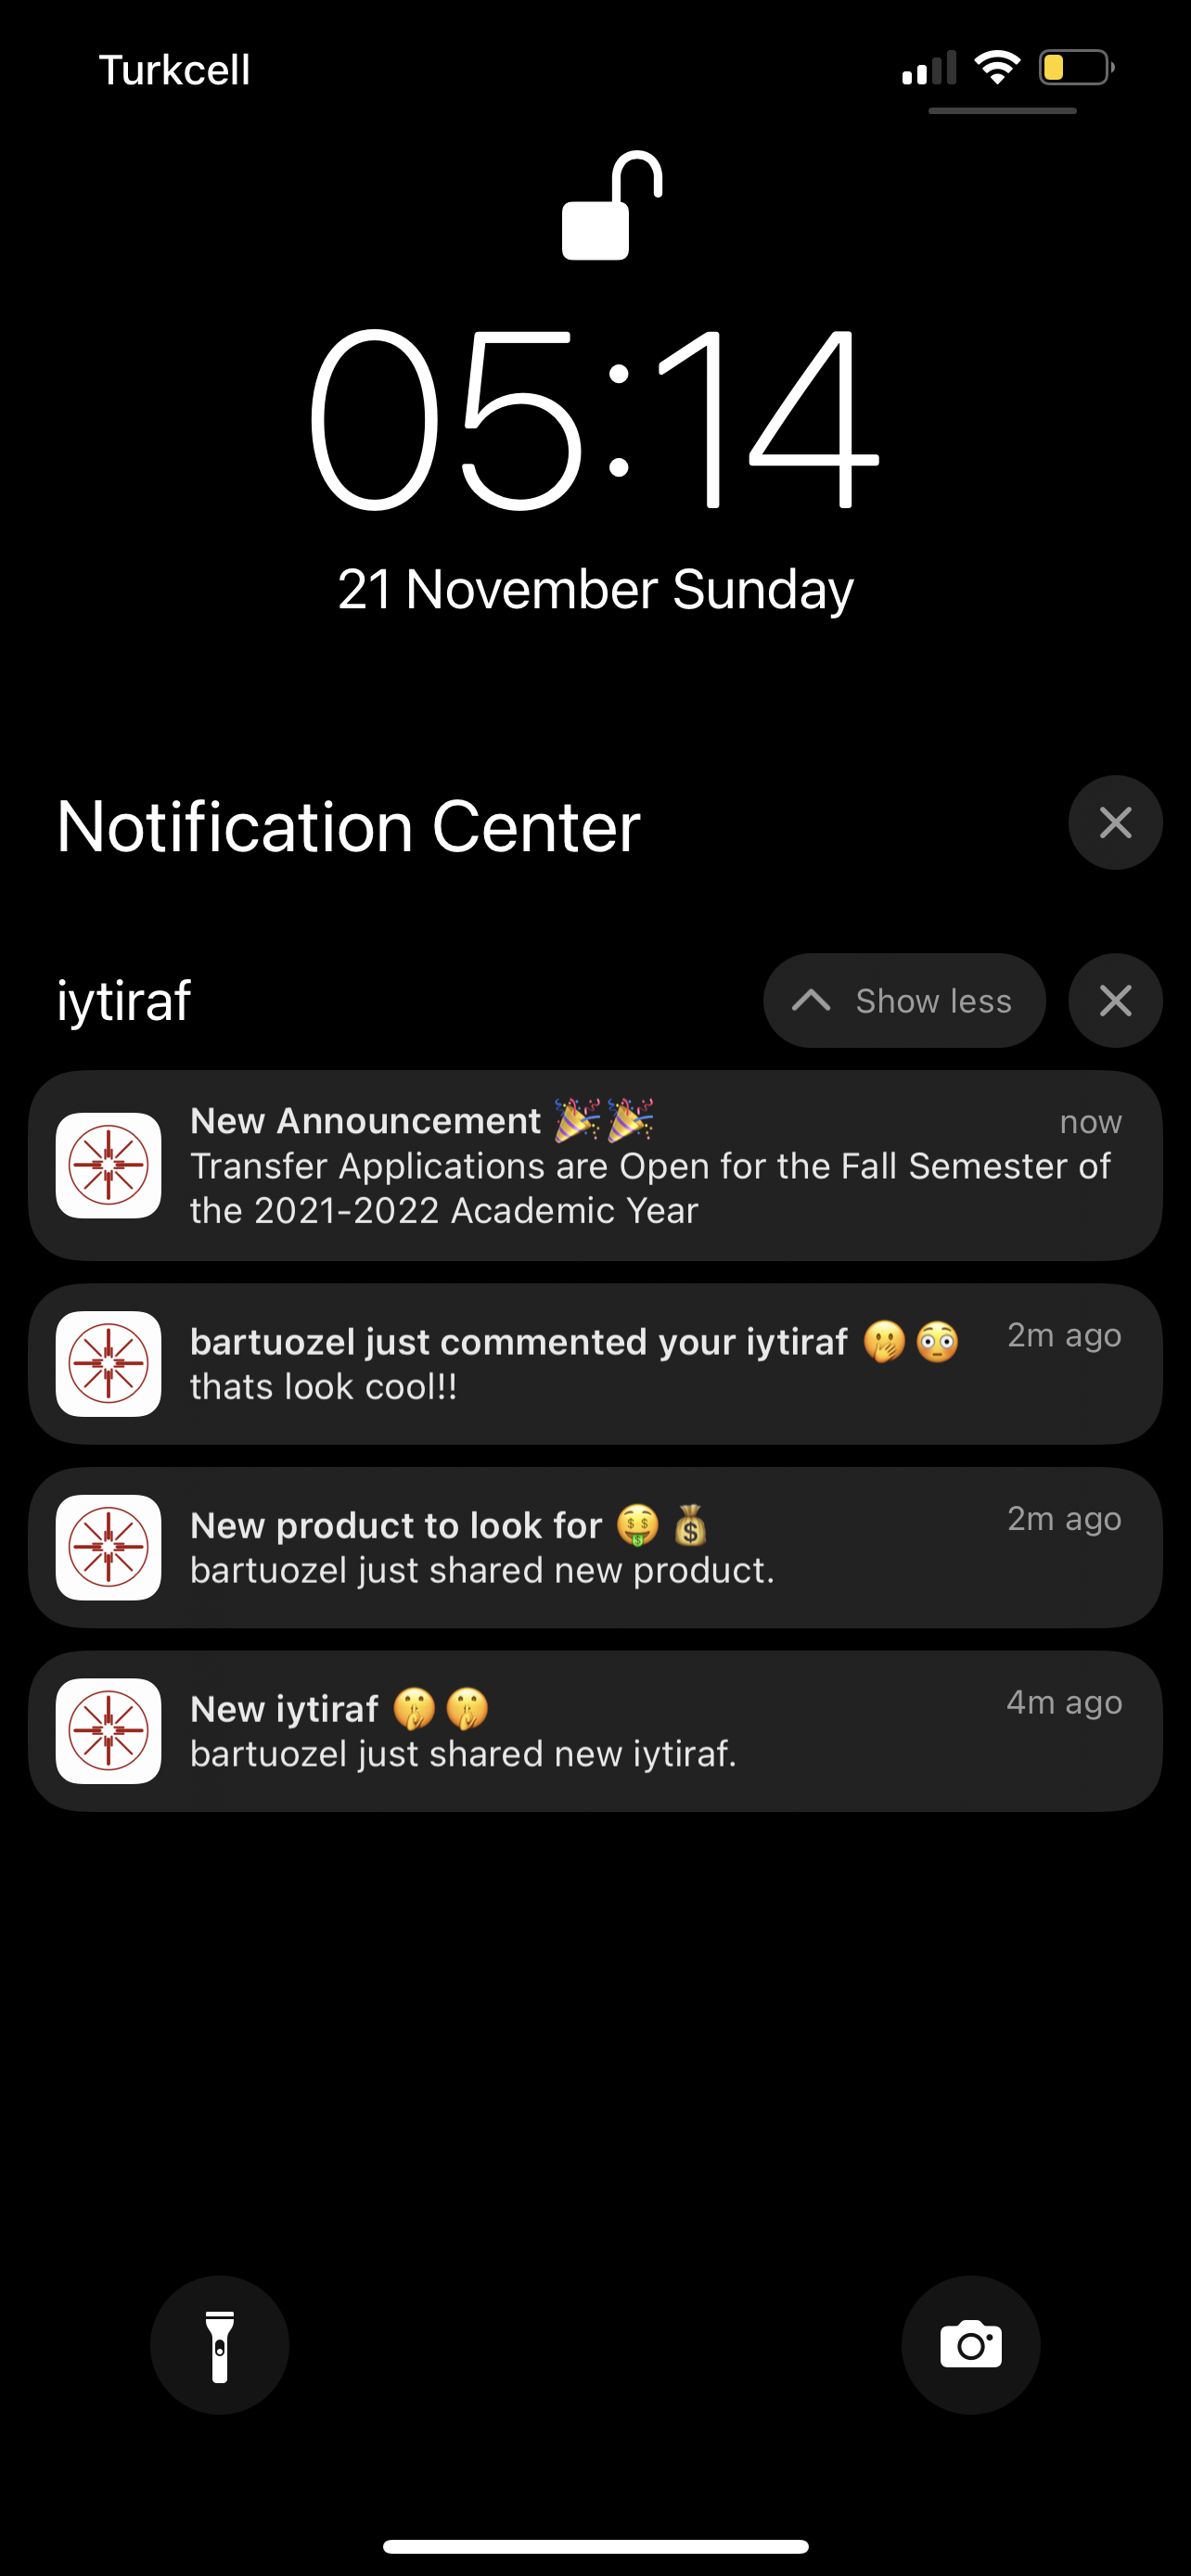 Turkcell
05:14
21 November Sunday
Notification Center
iytiraf
Show less
New Announcement 🎉🎉
now
Transfer Applications are Open for the Fall Semester of
the 2021-2022 Academic Year
bartuozel just commented your iytiraf 🤭😳
2m ago
thats look cool!!
New product to look for 🤑💰
2m ago
bartuozel just shared new product.
New iytiraf 🤫🤫
4m ago
bartuozel just shared new iytiraf.